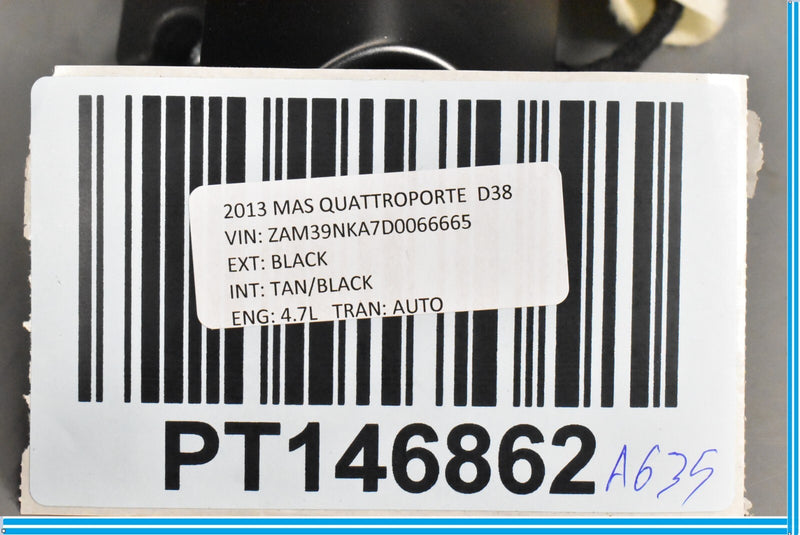 2013 MAS QUATTROPORTE D38
VIN: ZAM39NKA7D0066665
EXT: BLACK
INT: TAN/BLACK
ENG: 4.7L TRAN: AUTO
PT146862 A635